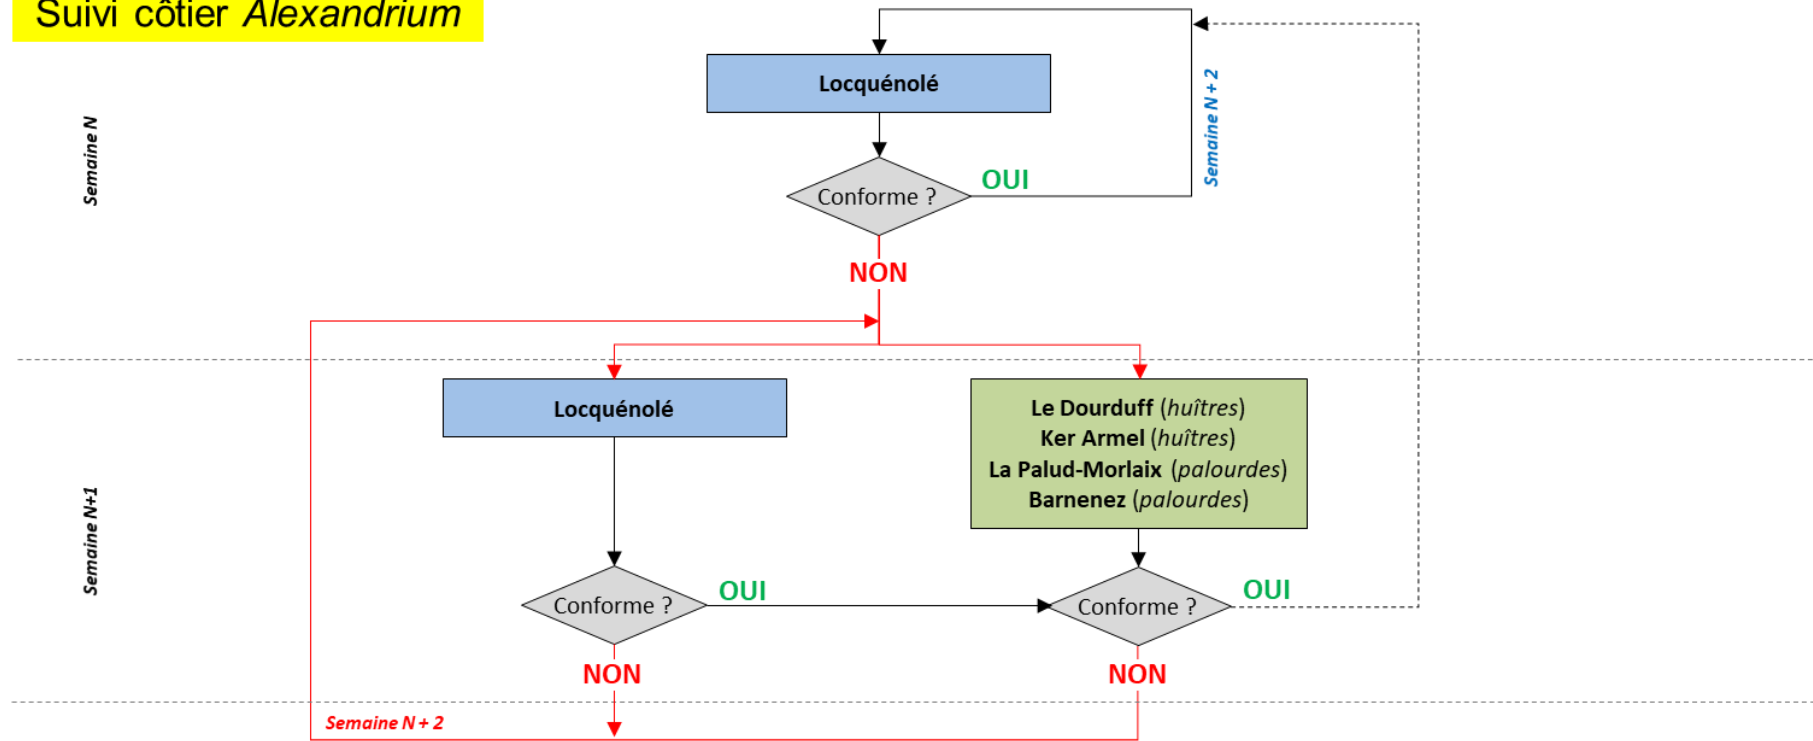 Suivi côtier Alexandrium
Semaine N
Locquénolé
Semaine N + 2
Conforme ?
OUI
NON
Semaine N+1
Locquénolé
Le Dourduff (huîtres)
Ker Armel (huîtres)
La Palud-Morlaix (palourdes)
Barnenez (palourdes)
Conforme ?
OUI
Conforme ?
OUI
NON
NON
Semaine N + 2